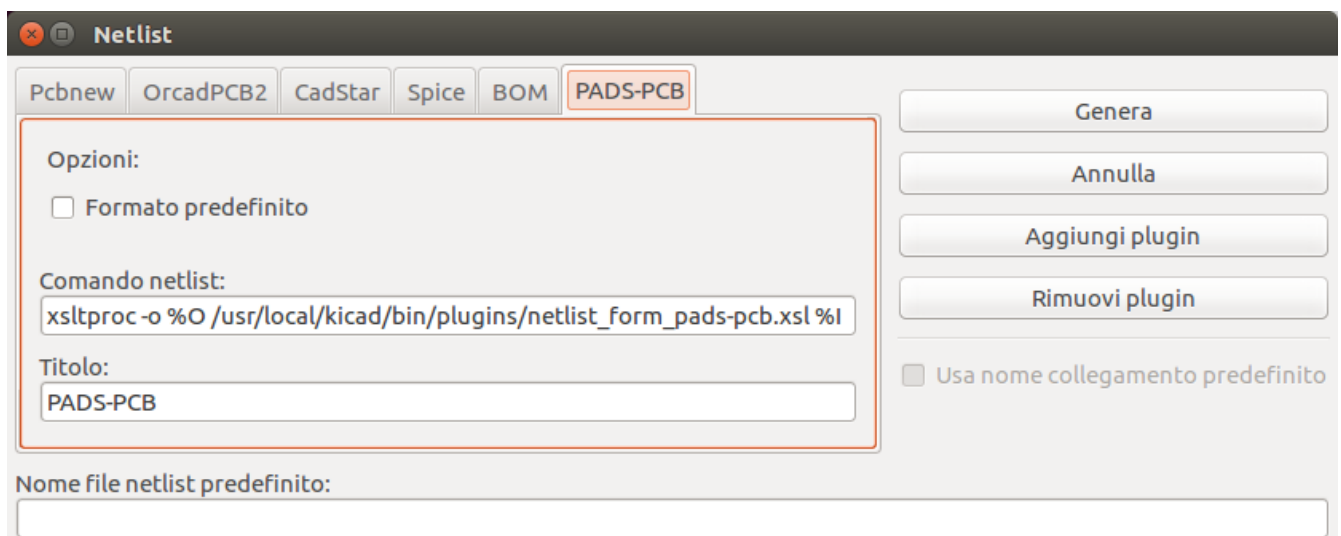 Netlist
Pcbnew OrcadPCB2 CadStar Spice BOM PADS-PCB
Opzioni:
Formato predefinito
Comando netlist:
xsltproc -o %O /usr/local/kicad/bin/plugins/netlist_form_pads-pcb.xsl %I
Titolo:
PADS-PCB
Genera
Annulla
Aggiungi plugin
Rimuovi plugin
Usa nome collegamento predefinito
Nome file netlist predefinito: